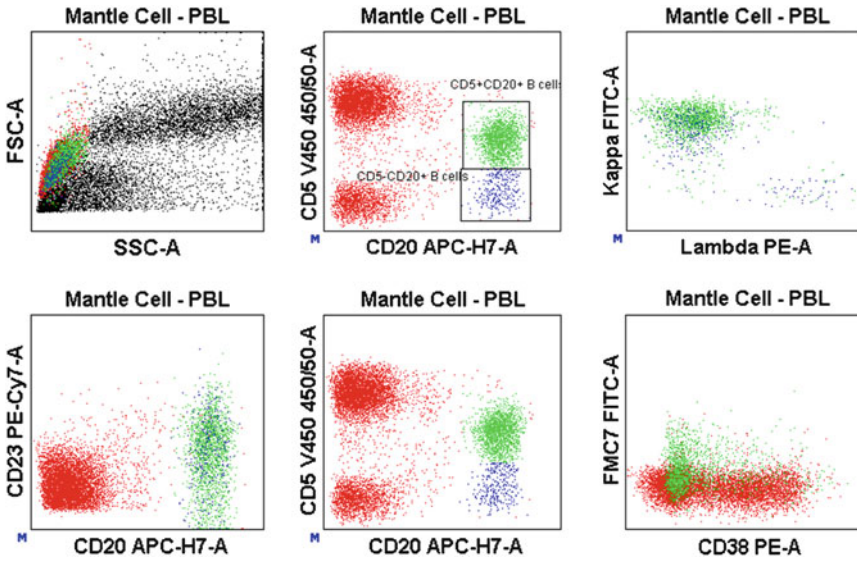 Mantle Cell - PBL
FSC-A
SSC-A
Mantle Cell - PBL
CD5 V450 450/50-A
CD5+CD20+ B cells
CD5-CD20+ B cells
M
CD20 APC-H7-A
Mantle Cell - PBL
Kappa FITC-A
M
Lambda PE-A
Mantle Cell - PBL
CD23 PE-Cy7-A
M
CD20 APC-H7-A
Mantle Cell - PBL
CD5 V450 450/50-A
M
CD20 APC-H7-A
Mantle Cell - PBL
FMC7 FITC-A
CD38 PE-A